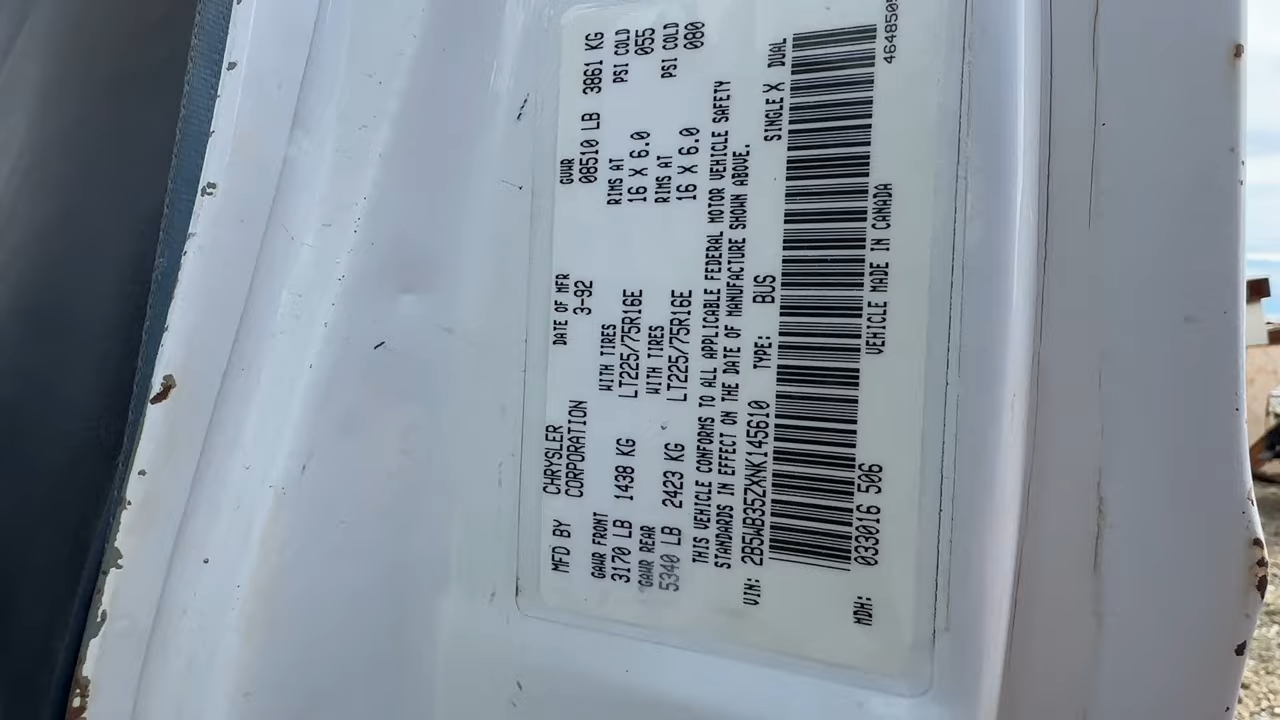 MFD BY CHRYSLER CORPORATION DATE OF MFR 3-92 GVWR 08510 LB 3861 KG
GAWR FRONT WITH TIRES RIMS AT PSI COLD
3170 LB 1438 KG LT225/75R16E 16 X 6.0 055
GAWR REAR WITH TIRES RIMS AT PSI COLD
5340 LB 2423 KG LT225/75R16E 16 X 6.0 080
THIS VEHICLE CONFORMS TO ALL APPLICABLE FEDERAL MOTOR VEHICLE SAFETY
STANDARDS IN EFFECT ON THE DATE OF MANUFACTURE SHOWN ABOVE.
VIN: 2B5WB35ZXNK145610 TYPE: BUS SINGLE X DUAL
MDH: 033016 506 VEHICLE MADE IN CANADA